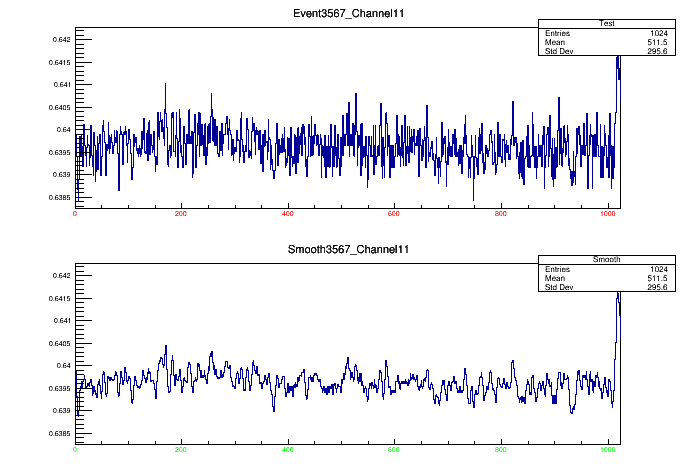 Event3567_Channel11
Test
Entries 1024
Mean 511.5
Std Dev 295.6
0.642
0.6415
0.641
0.6405
0.64
0.6395
0.639
0.6385
0 200 400 600 800 1000
Smooth3567_Channel11
Smooth
Entries 1024
Mean 511.5
Std Dev 295.6
0.642
0.6415
0.641
0.6405
0.64
0.6395
0.639
0.6385
0 200 400 600 800 1000